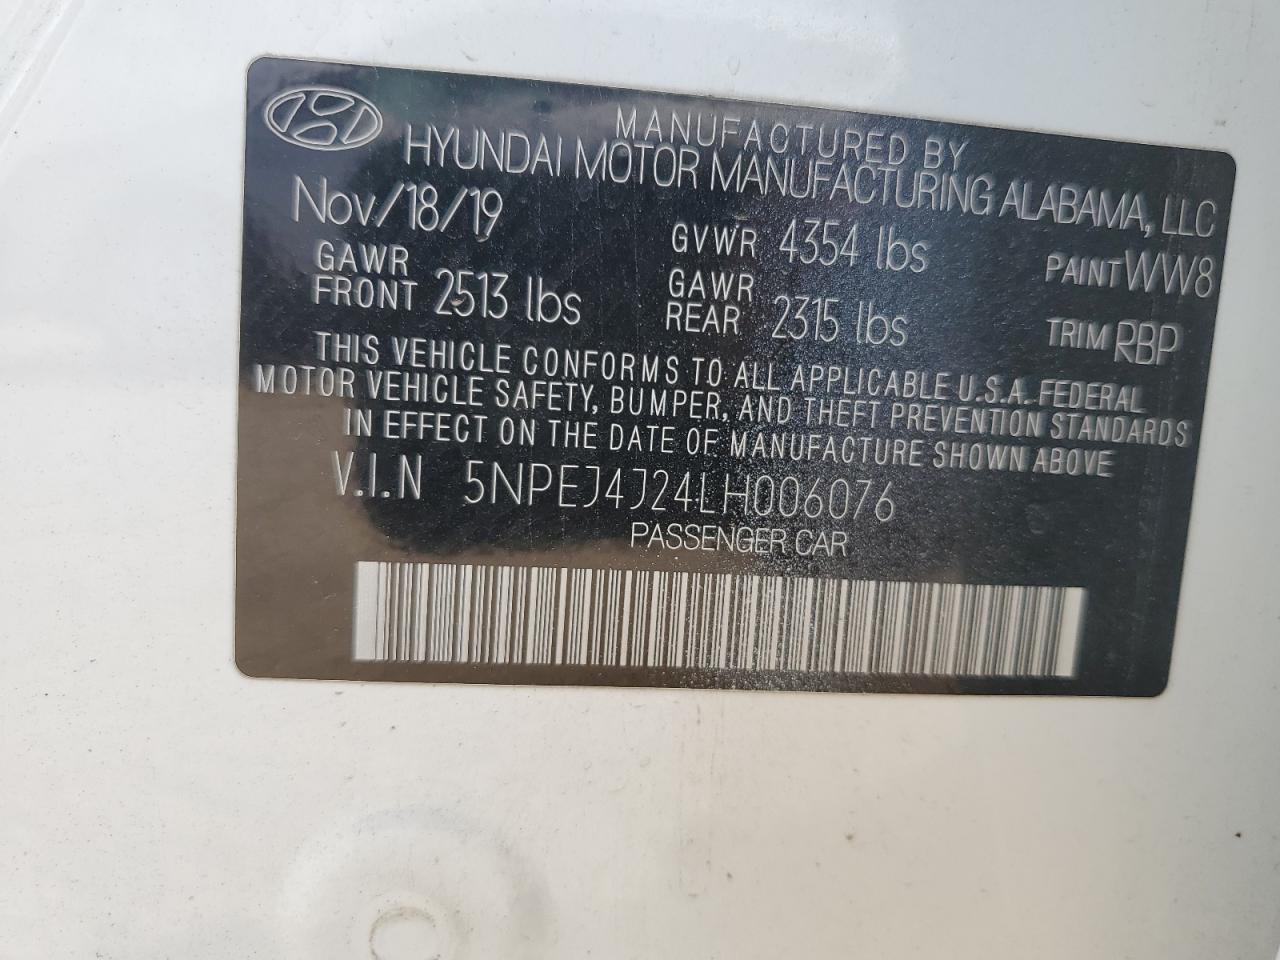 MANUFACTURED BY
HYUNDAI MOTOR MANUFACTURING ALABAMA, LLC
Nov/18/19 GVWR 4354 lbs PAINT WW8
GAWR FRONT 2513 lbs GAWR REAR 2315 lbs TRIM RBP
THIS VEHICLE CONFORMS TO ALL APPLICABLE U.S.A. FEDERAL
MOTOR VEHICLE SAFETY, BUMPER, AND THEFT PREVENTION STANDARDS
IN EFFECT ON THE DATE OF MANUFACTURE SHOWN ABOVE
V.I.N 5NPEJ4J24LH006076
PASSENGER CAR